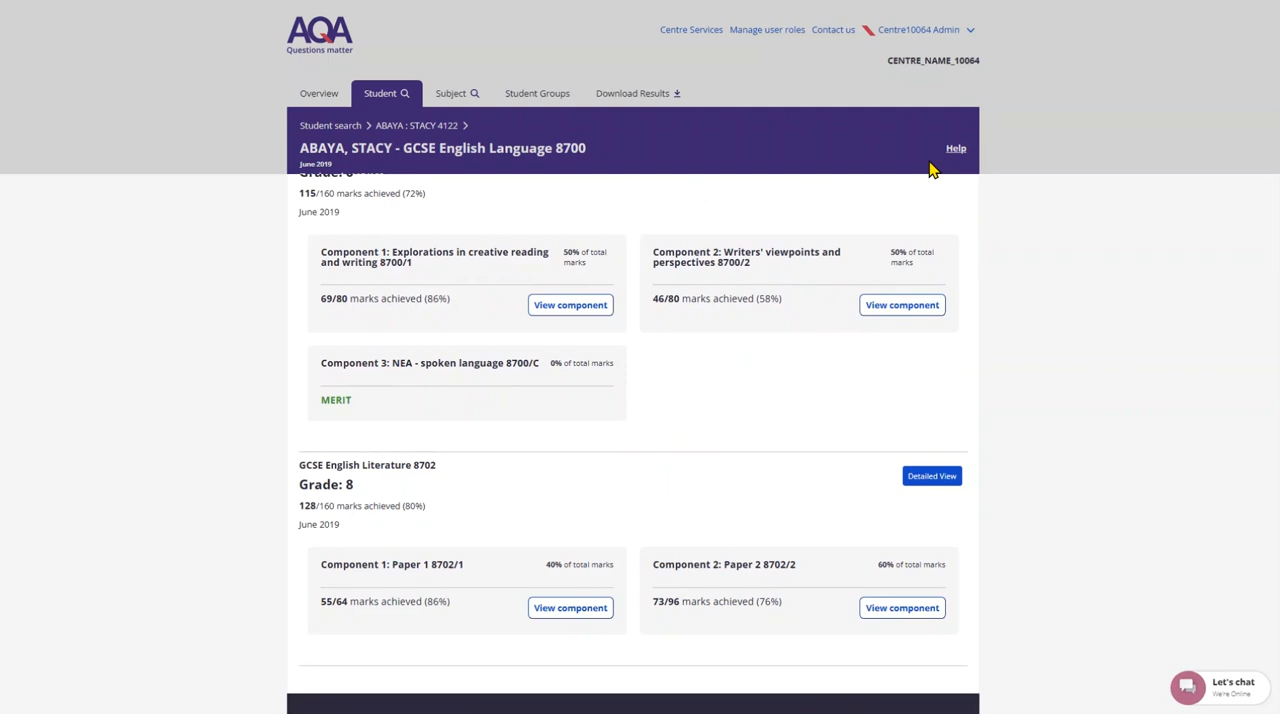 AQA
Questions matter
Centre Services Manage user roles Contact us Centre10064 Admin
CENTRE_NAME_10064
Overview Student Subject Student Groups Download Results
Student search ABAYA : STACY 4122
ABAYA, STACY - GCSE English Language 8700
Help
June 2019
115/160 marks achieved (72%)
June 2019
Component 1: Explorations in creative reading
and writing 8700/1
50% of total
marks
69/80 marks achieved (86%)
View component
Component 2: Writers' viewpoints and
perspectives 8700/2
50% of total
marks
46/80 marks achieved (58%)
View component
Component 3: NEA - spoken language 8700/C
0% of total marks
MERIT
GCSE English Literature 8702
Detailed View
Grade: 8
128/160 marks achieved (80%)
June 2019
Component 1: Paper 1 8702/1
40% of total marks
55/64 marks achieved (86%)
View component
Component 2: Paper 2 8702/2
60% of total marks
73/96 marks achieved (76%)
View component
Let's chat
We're Online